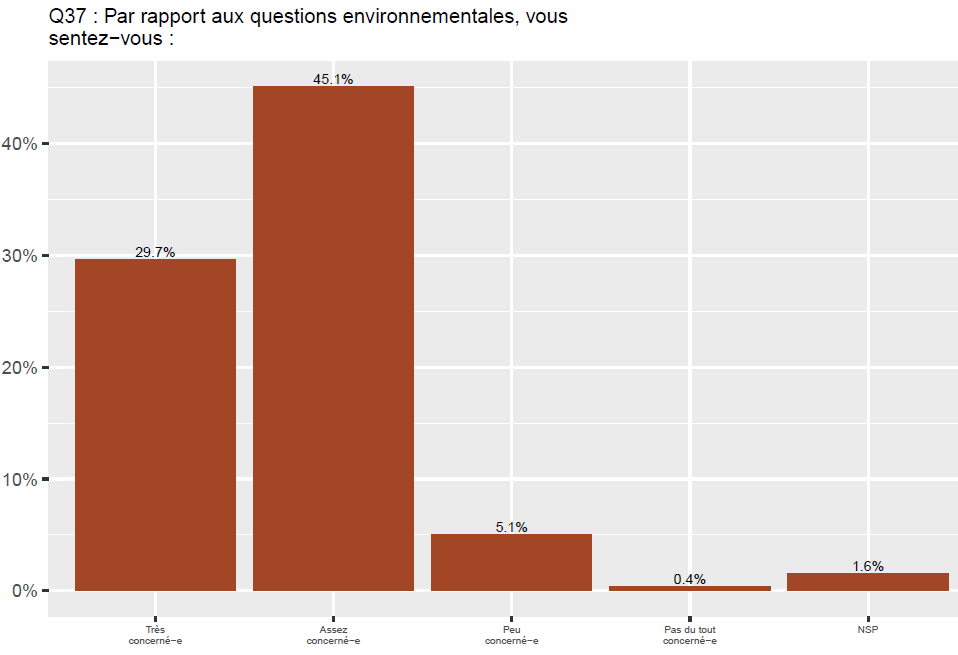 Q37 : Par rapport aux questions environnementales, vous
sentez−vous :
45.1%
40%
30%
29.7%
20%
10%
5.1%
0%
0.4%
1.6%
Très
concerné−e
Assez
concerné−e
Peu
concerné−e
Pas du tout
concerné−e
NSP